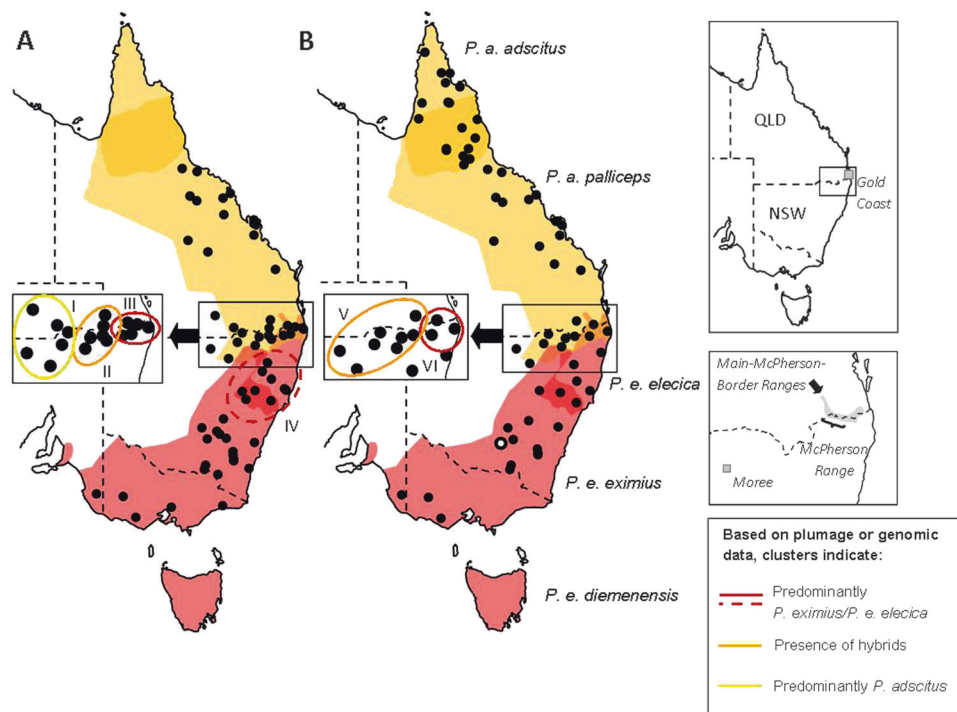 A
B
P. a. adscitus
P. a. palliceps
P. e. elecica
P. e. eximius
P. e. diemenensis
I
II
III
IV
V
VI
QLD
NSW
Gold
Coast
Main-McPherson-
Border Ranges
McPherson
Range
Moree
Based on plumage or genomic
data, clusters indicate:
Predominantly
P. eximius/P. e. elecica
Presence of hybrids
Predominantly P. adscitus